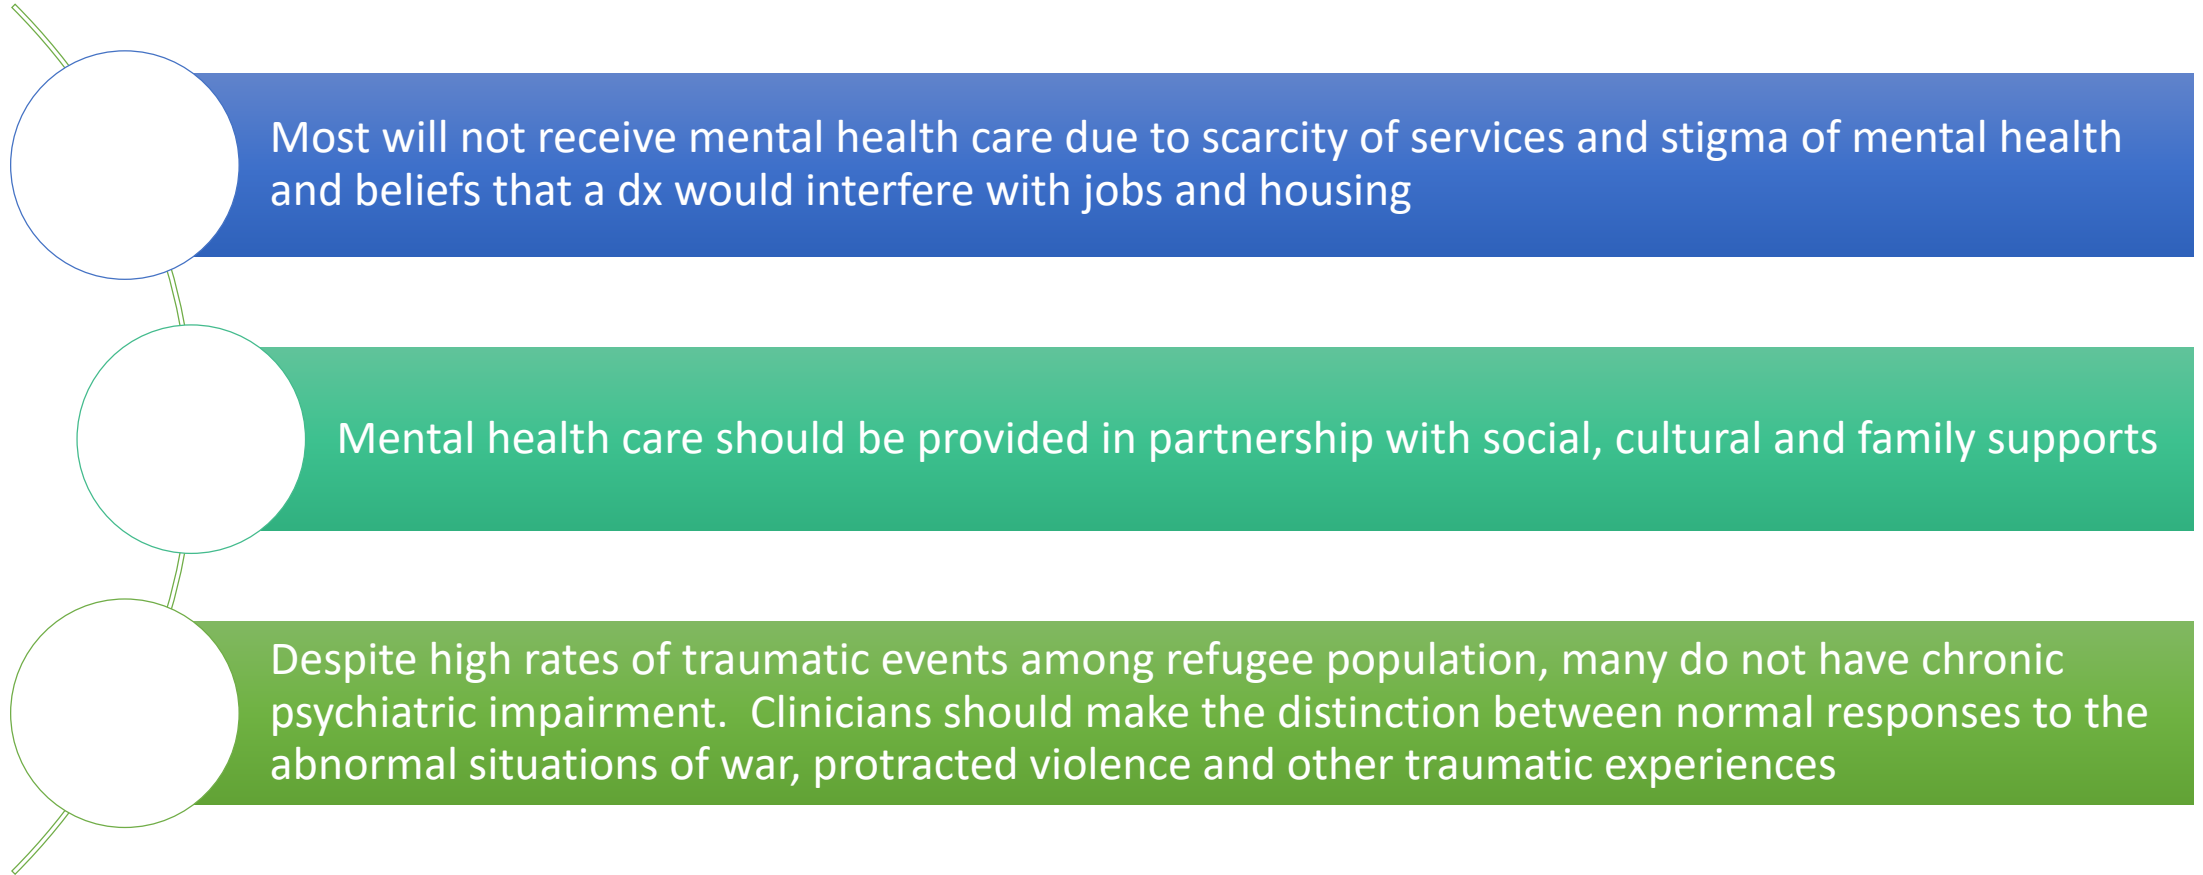 Most will not receive mental health care due to scarcity of services and stigma of mental health
and beliefs that a dx would interfere with jobs and housing
Mental health care should be provided in partnership with social, cultural and family supports
Despite high rates of traumatic events among refugee population, many do not have chronic
psychiatric impairment.  Clinicians should make the distinction between normal responses to the
abnormal situations of war, protracted violence and other traumatic experiences